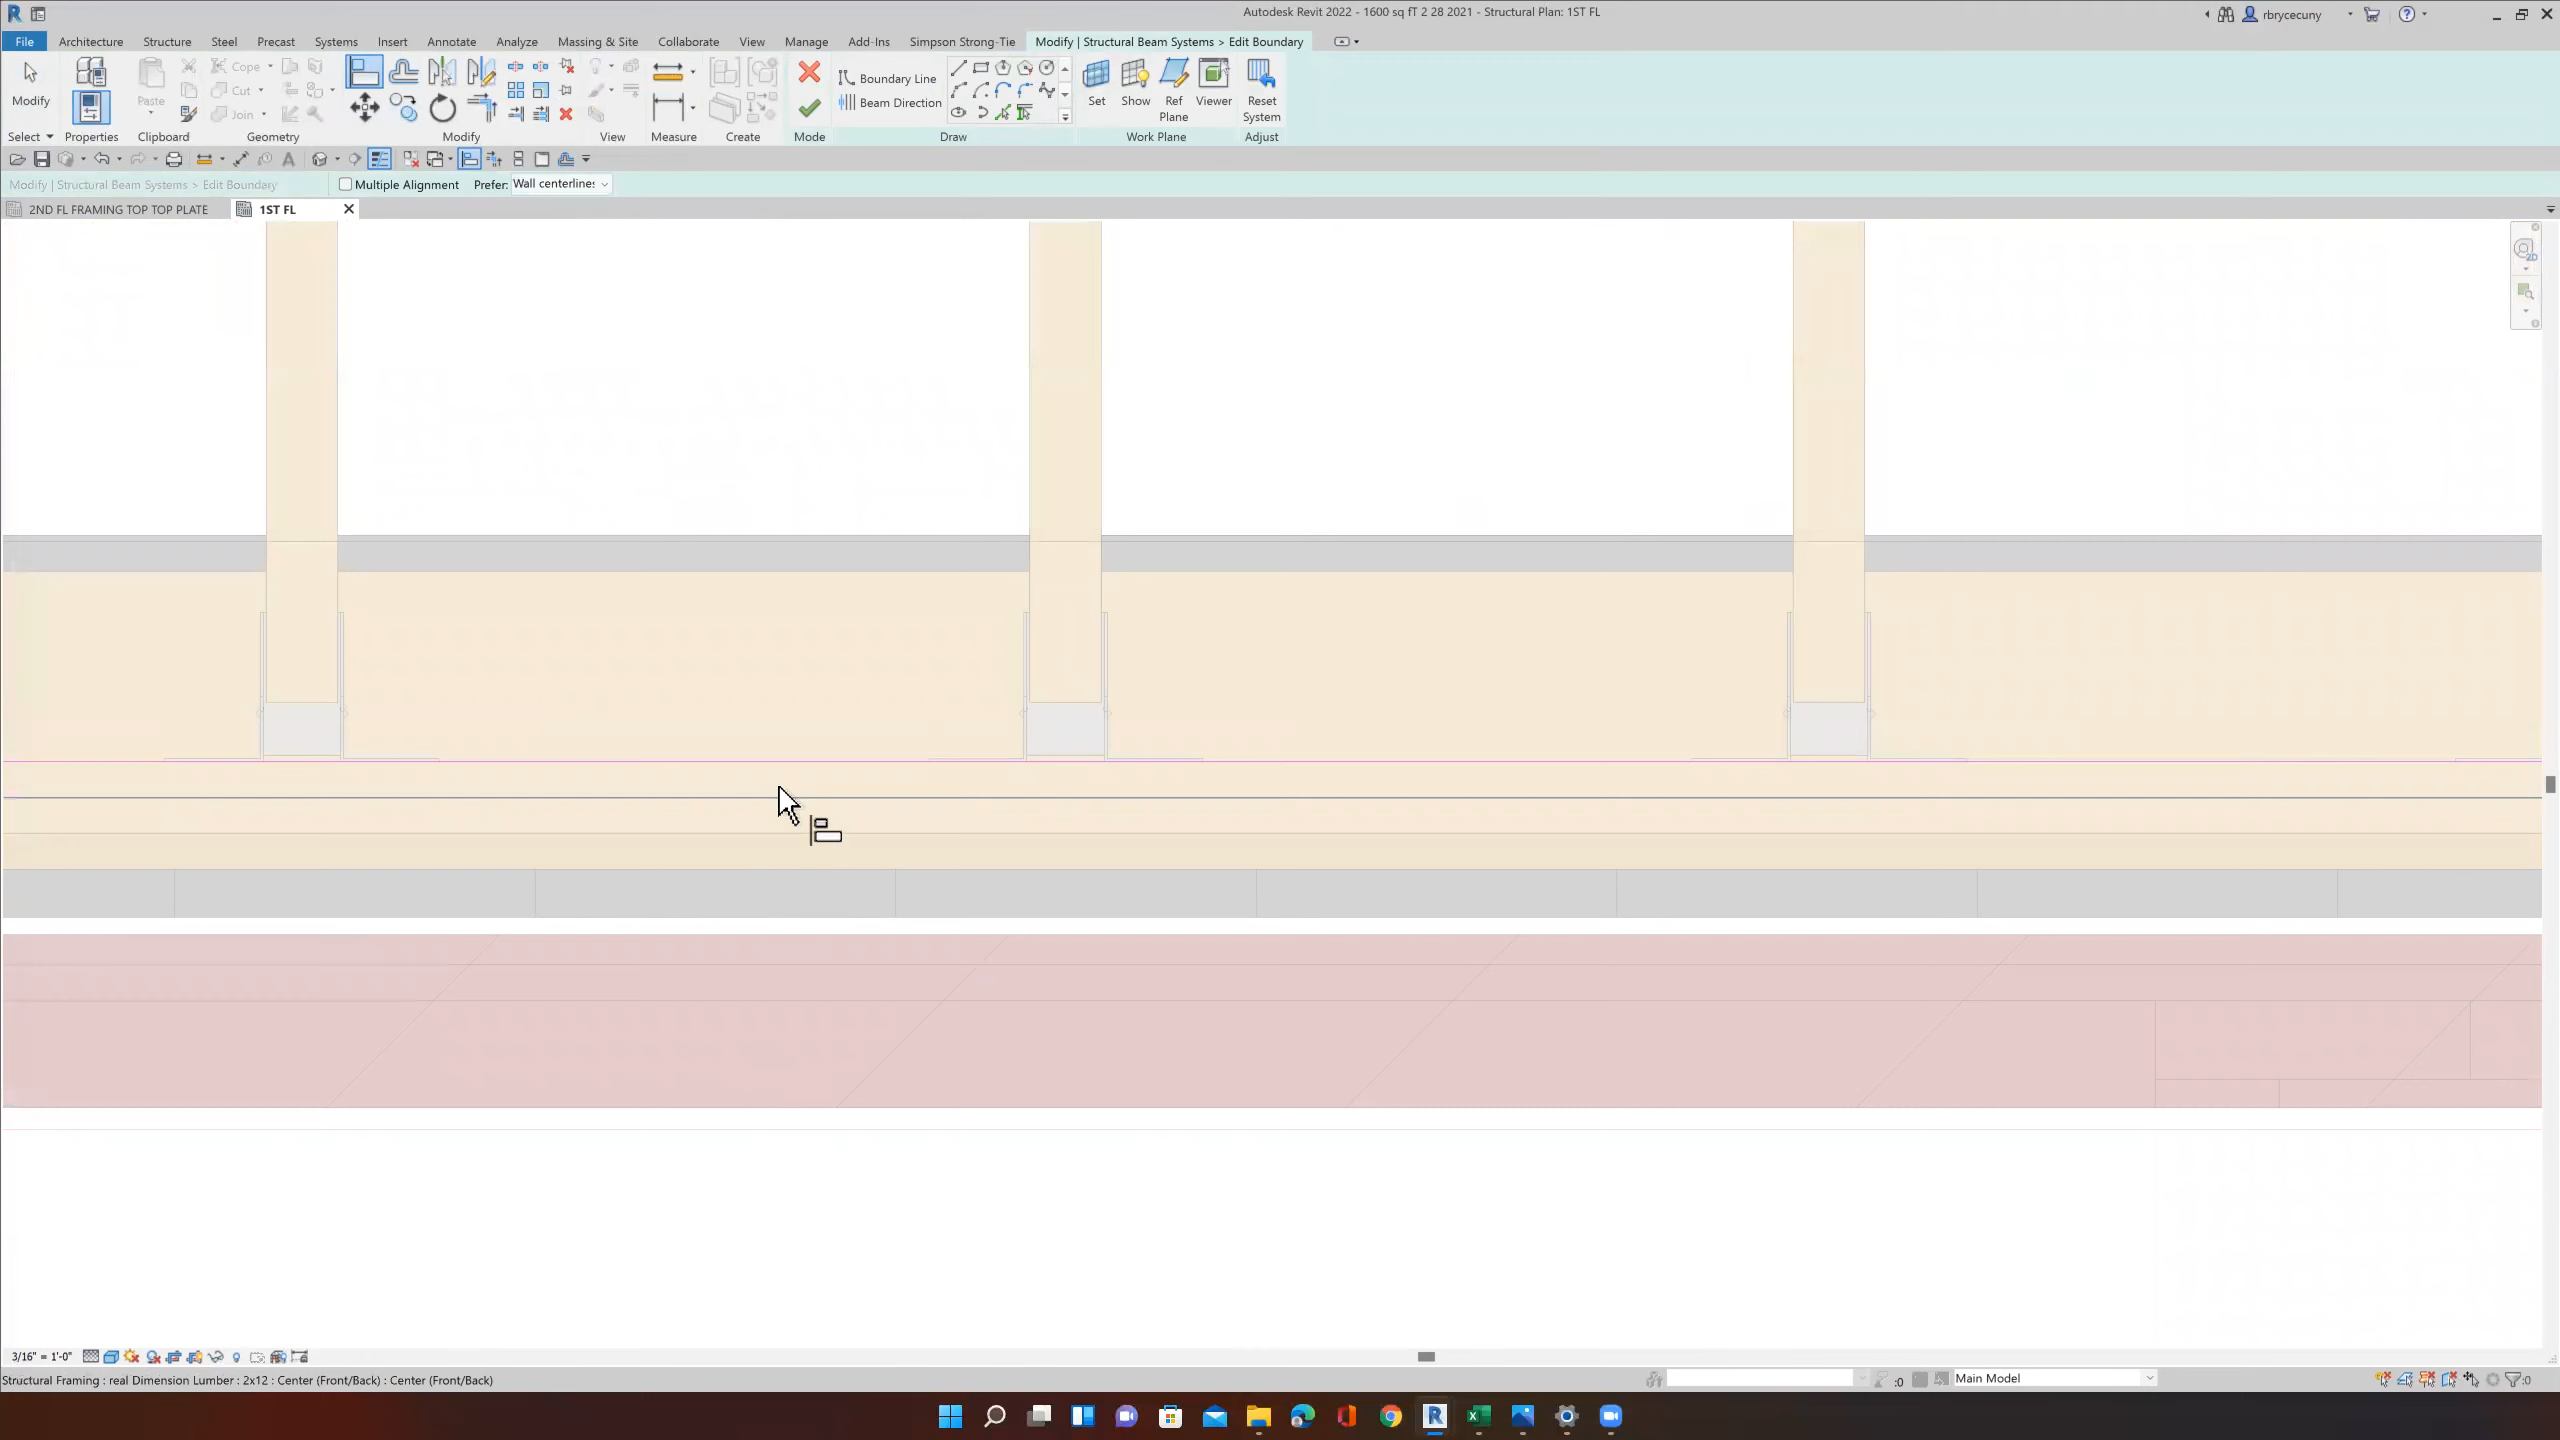 Autodesk Revit 2022 - 1600 sq fT 2 28 2021 - Structural Plan: 1ST FL
rbrycecuny
File Architecture Structure Steel Precast Systems Insert Annotate Analyze Massing & Site Collaborate View Manage Add-Ins Simpson Strong-Tie Modify | Structural Beam Systems > Edit Boundary
Cope
Boundary Line
Modify
Paste
Cut
Beam Direction
Set Show Ref Plane Viewer Reset System
Join
Select Properties Clipboard Geometry Modify View Measure Create Mode Draw Work Plane Adjust
Modify | Structural Beam Systems > Edit Boundary Multiple Alignment Prefer: Wall centerlines
2ND FL FRAMING TOP TOP PLATE 1ST FL
2D
3/16" = 1'-0"
Structural Framing : real Dimension Lumber : 2x12 : Center (Front/Back) : Center (Front/Back)
:0
Main Model
:0